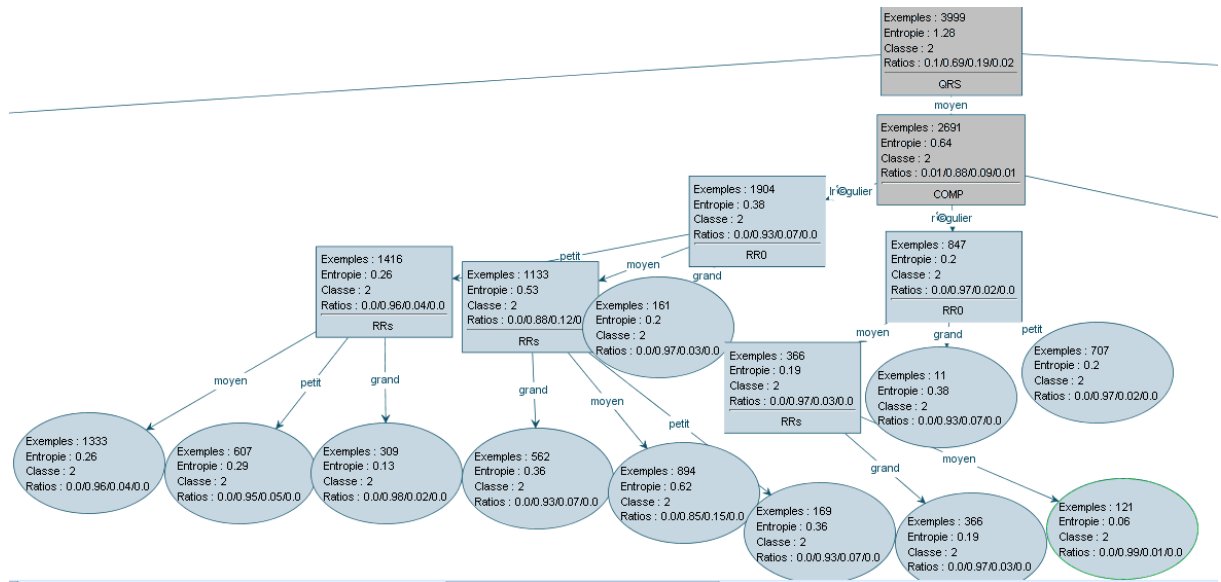 Exemples : 3999
Entropie : 1.28
Classe : 2
Ratios : 0.1/0.69/0.19/0.02
QRS
moyen
Exemples : 2691
Entropie : 0.64
Classe : 2
Ratios : 0.01/0.88/0.09/0.01
COMP
Ir´©gulier
r´©gulier
Exemples : 1904
Entropie : 0.38
Classe : 2
Ratios : 0.0/0.93/0.07/0.0
RR0
petit
moyen
grand
Exemples : 847
Entropie : 0.2
Classe : 2
Ratios : 0.0/0.97/0.02/0.0
RR0
moyen
grand
petit
Exemples : 1416
Entropie : 0.26
Classe : 2
Ratios : 0.0/0.96/0.04/0.0
RRs
moyen
petit
grand
Exemples : 1133
Entropie : 0.53
Classe : 2
Ratios : 0.0/0.88/0.12/0
RRs
grand
moyen
petit
Exemples : 161
Entropie : 0.2
Classe : 2
Ratios : 0.0/0.97/0.03/0.0
Exemples : 366
Entropie : 0.19
Classe : 2
Ratios : 0.0/0.97/0.03/0.0
RRs
grand
moyen
Exemples : 11
Entropie : 0.38
Classe : 2
Ratios : 0.0/0.93/0.07/0.0
Exemples : 707
Entropie : 0.2
Classe : 2
Ratios : 0.0/0.97/0.02/0.0
Exemples : 1333
Entropie : 0.26
Classe : 2
Ratios : 0.0/0.96/0.04/0.0
Exemples : 607
Entropie : 0.29
Classe : 2
Ratios : 0.0/0.95/0.05/0.0
Exemples : 309
Entropie : 0.13
Classe : 2
Ratios : 0.0/0.98/0.02/0.0
Exemples : 562
Entropie : 0.36
Classe : 2
Ratios : 0.0/0.93/0.07/0.0
Exemples : 894
Entropie : 0.62
Classe : 2
Ratios : 0.0/0.85/0.15/0.0
Exemples : 169
Entropie : 0.36
Classe : 2
Ratios : 0.0/0.93/0.07/0.0
Exemples : 366
Entropie : 0.19
Classe : 2
Ratios : 0.0/0.97/0.03/0.0
Exemples : 121
Entropie : 0.06
Classe : 2
Ratios : 0.0/0.99/0.01/0.0